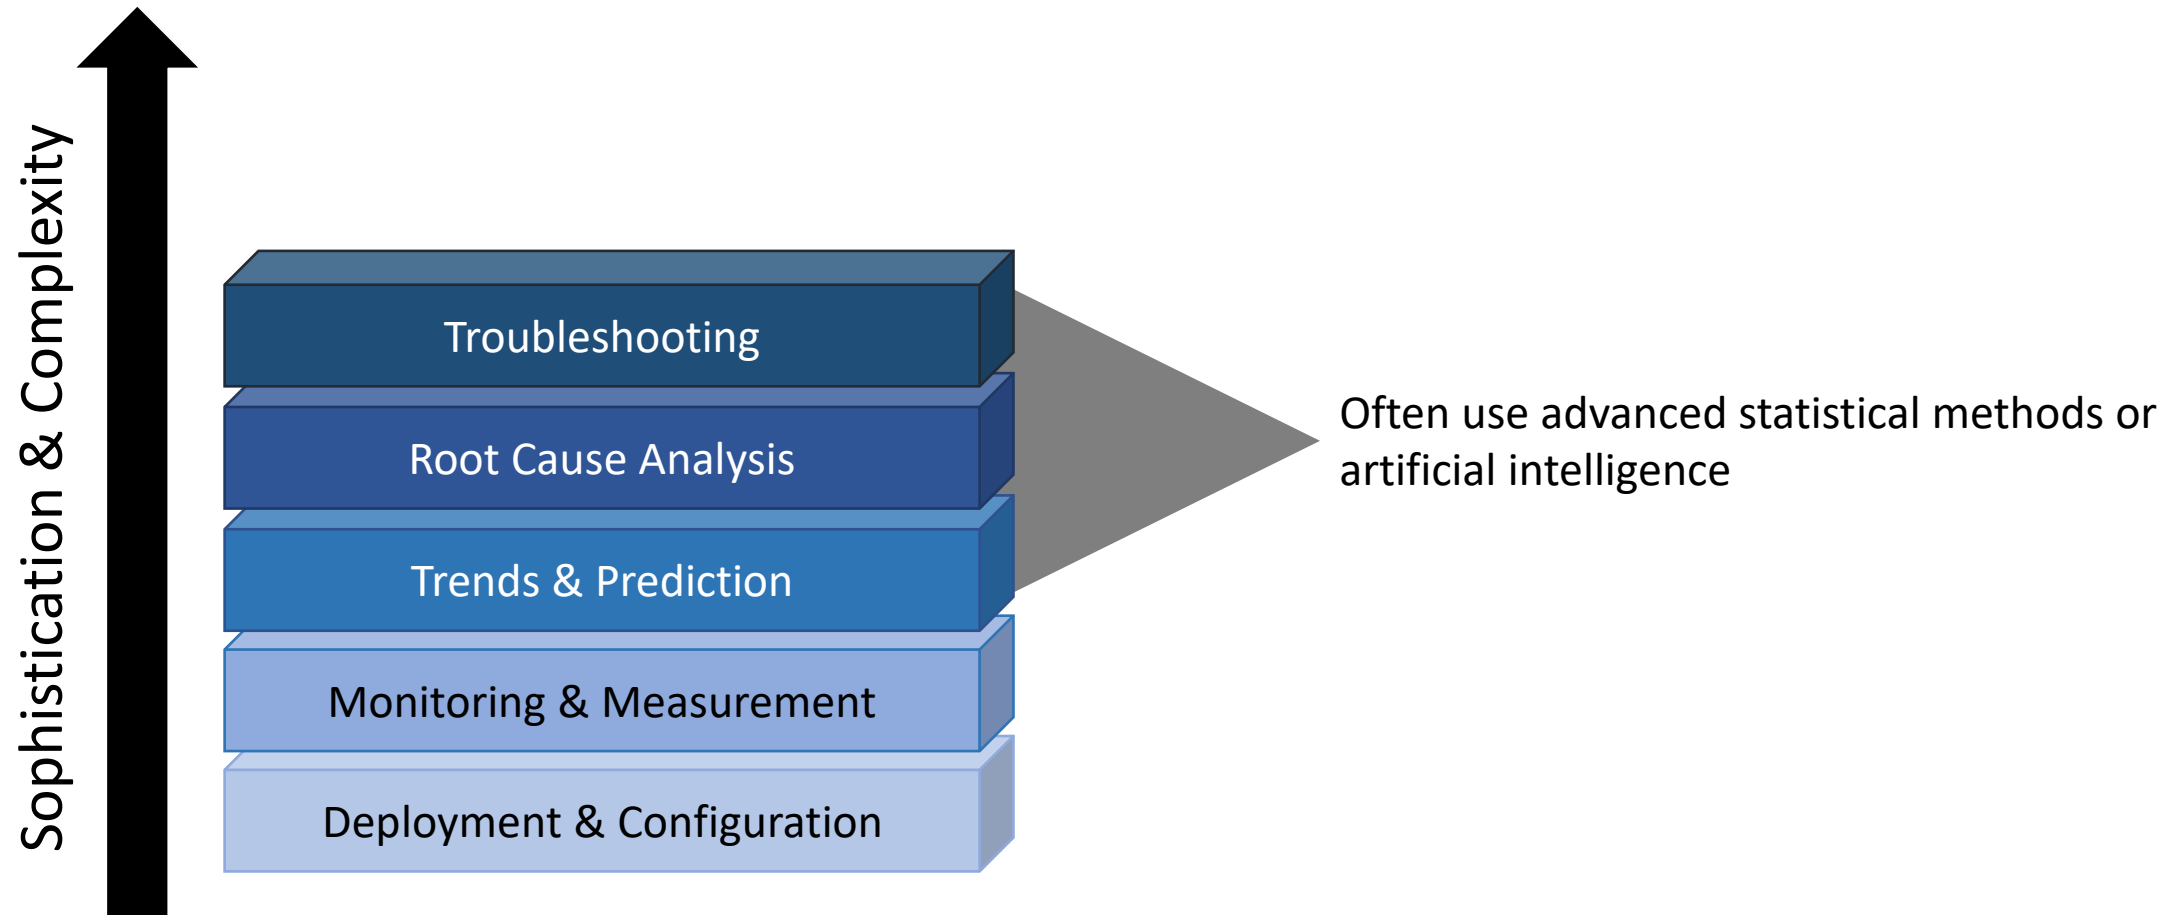 Sophistication & Complexity
Troubleshooting
Root Cause Analysis
Trends & Prediction
Monitoring & Measurement
Deployment & Configuration
Often use advanced statistical methods or
artificial intelligence